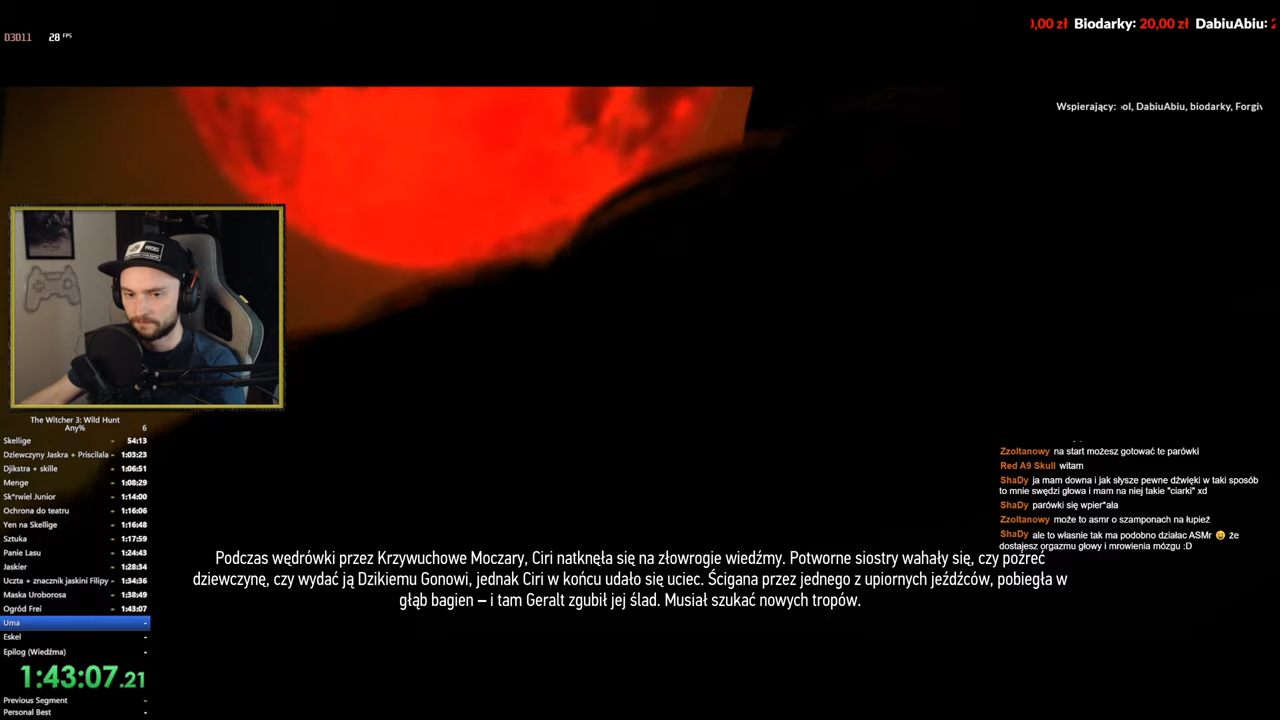 03011 28 FPS
0,00 zł Biodarky: 20,00 zł DabiuAbiu:
Wspierający: ol, DabiuAbiu, biodarky, Forgiv
The Witcher 3: Wild Hunt
Any% 6
Skellige - 54:13
Dziewczyny Jaskra + Priscilala - 1:03:23
Djikstra + skille - 1:06:51
Menge - 1:08:29
Sk*rwiel Junior - 1:14:00
Ochrona do teatru - 1:16:06
Yen na Skellige - 1:16:48
Sztuka - 1:17:59
Panie Lasu - 1:24:43
Jaskier - 1:28:34
Uczta + znacznik jaskini Filipy - 1:34:36
Maska Uroborosa - 1:38:49
Ogród Frei - 1:43:07
Uma -
Eskel -
Epilog (Wiedźma) -
1:43:07.21
Previous Segment -
Personal Best -
Zzoltanowy na start możesz gotować te parówki
Red A9 Skull witam
ShaDy ja mam downa i jak słysze pewne dźwięki w taki sposób
to mnie swędzi głowa i mam na niej takie "ciarki" xd
ShaDy parówki się wpier*ala
Zzoltanowy może to asmr o szamponach na łupież
ShaDy ale to własnie tak ma podobno działac ASMr 😀 że
dostajesz orgazmu głowy i mrowienia mózgu :D
Podczas wędrówki przez Krzywuchowe Moczary, Ciri natknęła się na złowrogie wiedźmy. Potworne siostry wahały się, czy pożreć
dziewczynę, czy wydać ją Dzikiemu Gonowi, jednak Ciri w końcu udało się uciec. Ścigana przez jednego z upiornych jeźdźców, pobiegła w
głąb bagien – i tam Geralt zgubił jej ślad. Musiał szukać nowych tropów.